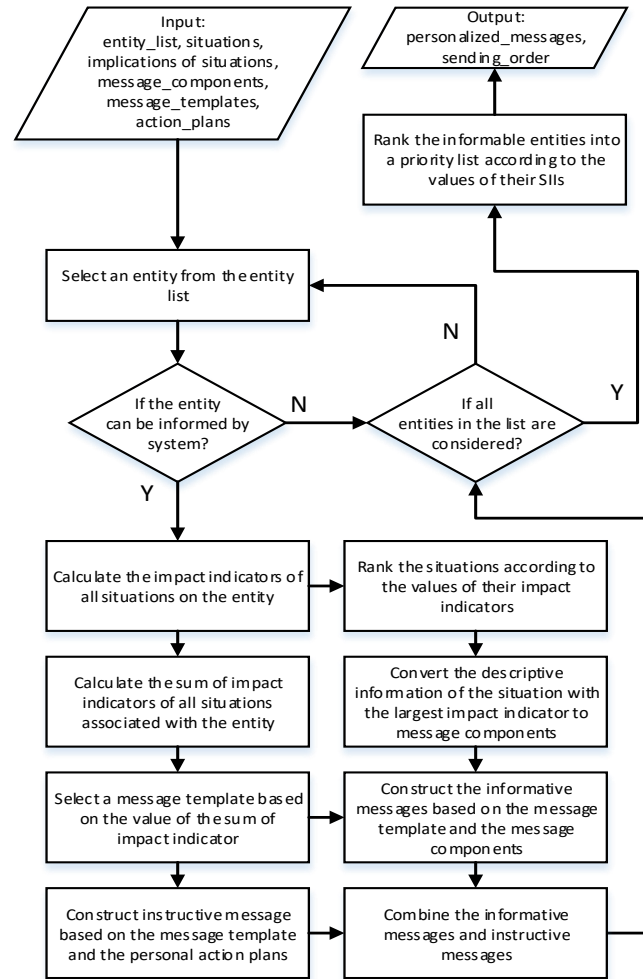 Input:
entity_list, situations,
implications of situations,
message_components,
message_templates,
action_plans
Output:
personalized_messages,
sending_order
Rank the informable entities into
a priority list according to the
values of their SIIs
Select an entity from the entity
list
N
If the entity
can be informed by
system?
N
If all
entities in the list are
considered?
Y
Y
Calculate the impact indicators of
all situations on the entity
Rank the situations according to
the values of their impact
indicators
Calculate the sum of impact
indicators of all situations
associated with the entity
Convert the descriptive
information of the situation with
the largest impact indicator to
message components
Select a message template based
on the value of the sum of
impact indicator
Construct the informative
messages based on the message
template and the message
components
Construct instructive message
based on the message template
and the personal action plans
Combine the informative
messages and instructive
messages